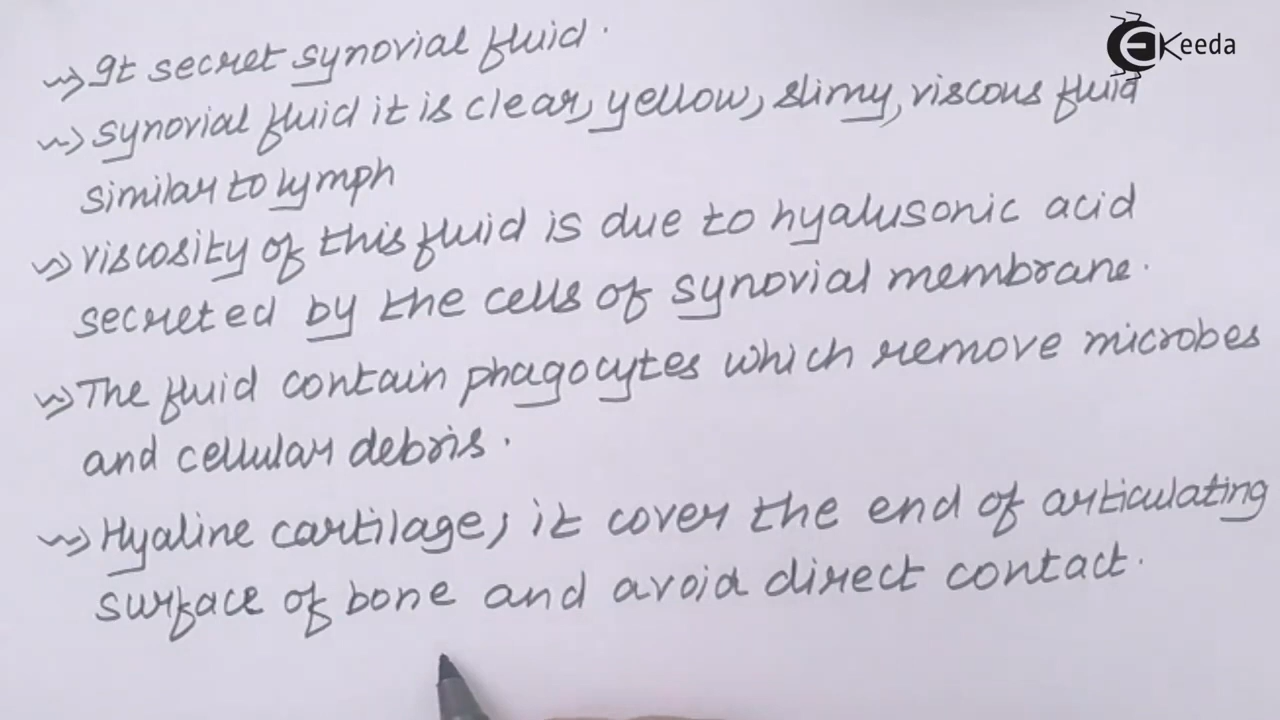 ~> It secret synovial fluid.
~> synovial fluid it is clear, yellow, slimy, viscous fluid
similar to lymph
~> viscosity of this fluid is due to hyalusonic acid
secreted by the cells of synovial membrane.
~> The fluid contain phagocytes which remove microbes
and cellular debris.
~> Hyaline cartilage, it cover the end of articulating
surface of bone and avoid direct contact.
EKeeda